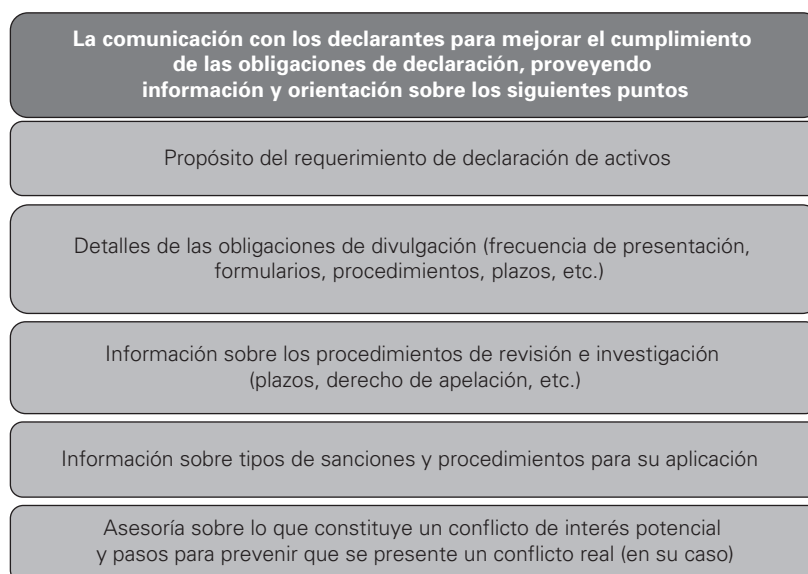 La comunicación con los declarantes para mejorar el cumplimiento
de las obligaciones de declaración, proveyendo
información y orientación sobre los siguientes puntos
Propósito del requerimiento de declaración de activos
Detalles de las obligaciones de divulgación (frecuencia de presentación,
formularios, procedimientos, plazos, etc.)
Información sobre los procedimientos de revisión e investigación
(plazos, derecho de apelación, etc.)
Información sobre tipos de sanciones y procedimientos para su aplicación
Asesoría sobre lo que constituye un conflicto de interés potencial
y pasos para prevenir que se presente un conflicto real (en su caso)